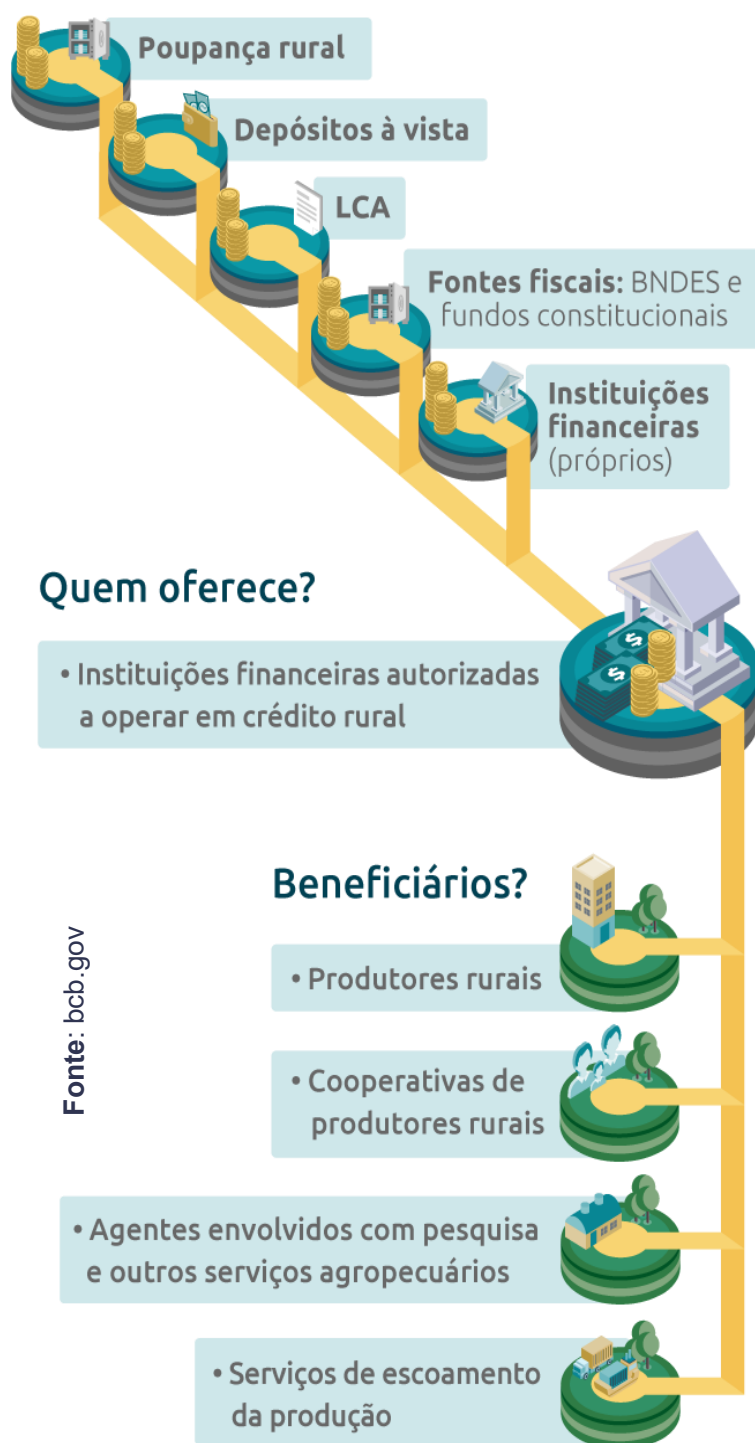 Poupança rural
Depósitos à vista
LCA
Fontes fiscais: BNDES e
fundos constitucionais
Instituições
financeiras
(próprios)
Quem oferece?
• Instituições financeiras autorizadas
a operar em crédito rural
Beneficiários?
• Produtores rurais
• Cooperativas de
produtores rurais
• Agentes envolvidos com pesquisa
e outros serviços agropecuários
• Serviços de escoamento
da produção
Fonte: bcb.gov